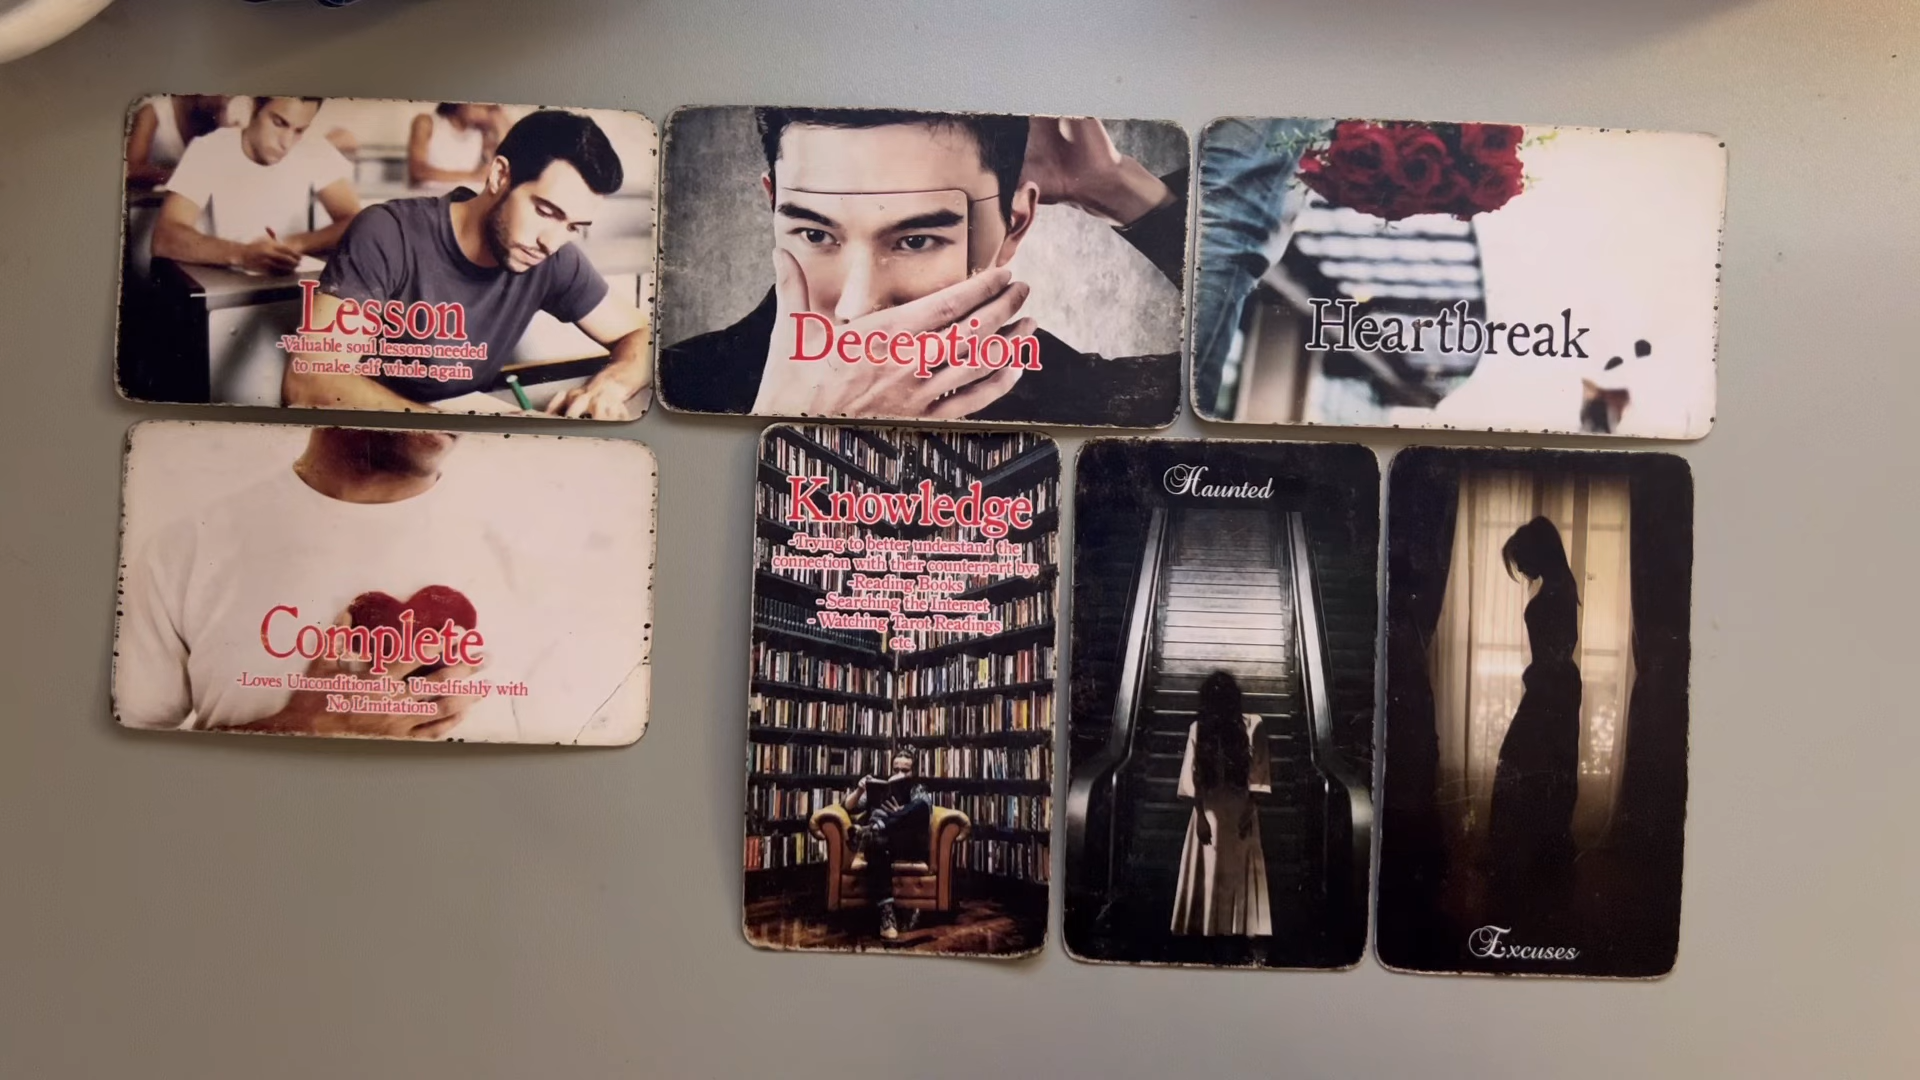 Lesson
-Valuable soul lessons needed
to make self whole again
Deception
Heartbreak
Complete
-Loves Unconditionally: Unselfishly with
No Limitations
Knowledge
-Trying to better understand the
connection with their counterpart by:
-Reading Books
- Searching the Internet
- Watching Tarot Readings
etc.
Haunted
Excuses